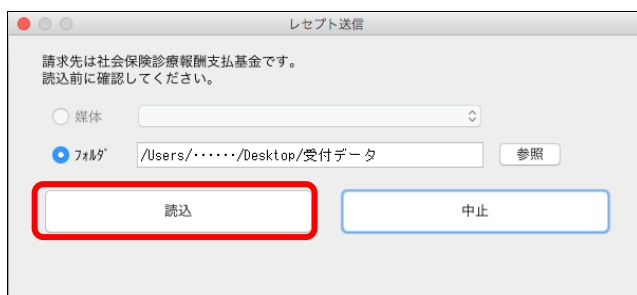 レセプト送信
請求先は社会保険診療報酬支払基金です。
読込前に確認してください。
媒体
ﾌｫﾙﾀﾞ /Users/‥‥‥/Desktop/受付データ 参照
読込 中止